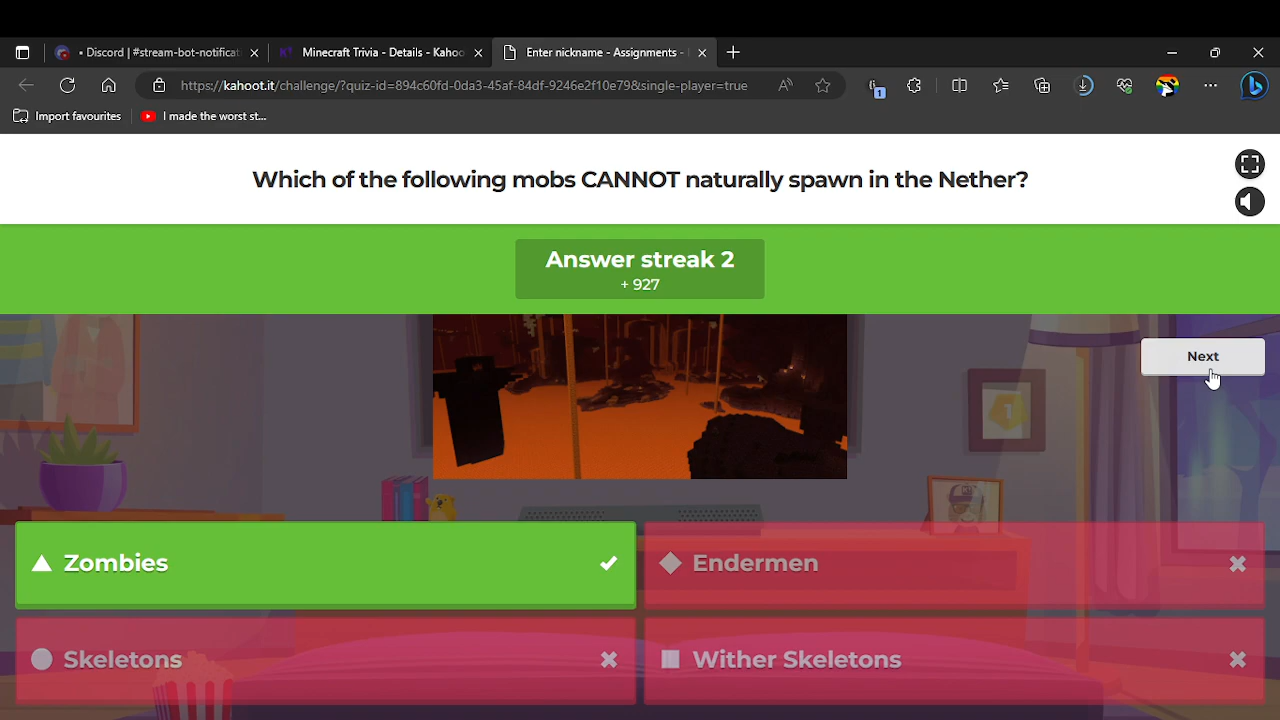 • Discord | #stream-bot-notificat
Minecraft Trivia - Details - Kahoo
Enter nickname - Assignments -
https://kahoot.it/challenge/?quiz-id=894c60fd-0da3-45af-84df-9246e2f10e79&single-player=true
1
Import favourites
I made the worst st...
Which of the following mobs CANNOT naturally spawn in the Nether?
Answer streak 2
+ 927
Next
1
Zombies
Endermen
Skeletons
Wither Skeletons